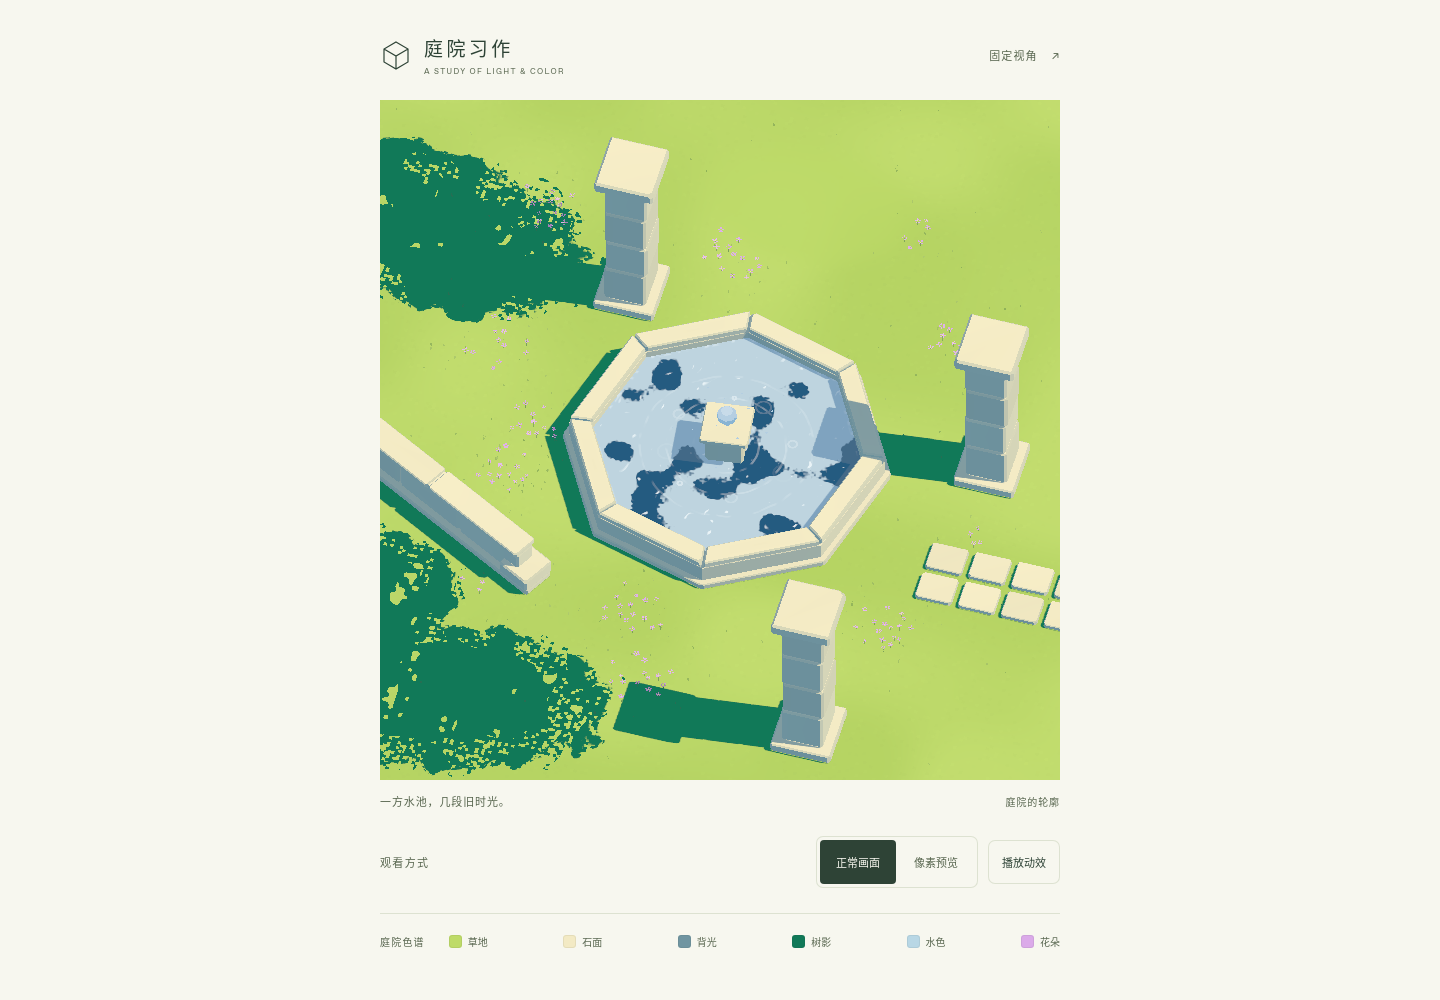 庭院习作
A STUDY OF LIGHT & COLOR
固定视角 ↗
一方水池，几段旧时光。
庭院的轮廓
观看方式
正常画面
像素预览
播放动效
庭院色谱
草地
石面
背光
树影
水色
花朵